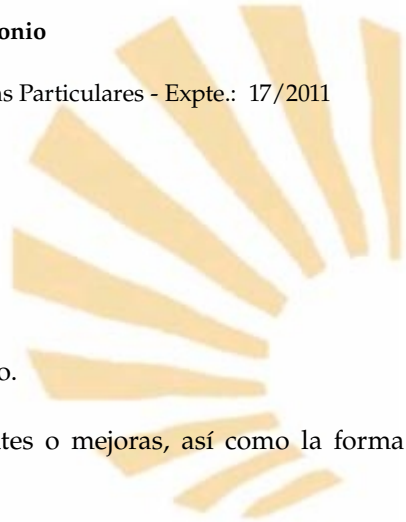 onio
as Particulares - Expte.: 17/2011
o.
tes o mejoras, así como la forma